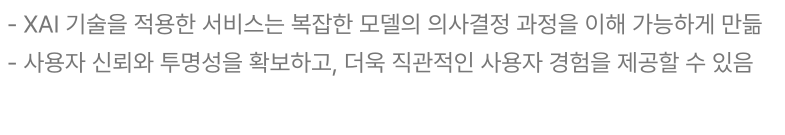 - XAI 기술을 적용한 서비스는 복잡한 모델의 의사결정 과정을 이해 가능하게 만듦
- 사용자 신뢰와 투명성을 확보하고, 더욱 직관적인 사용자 경험을 제공할 수 있음